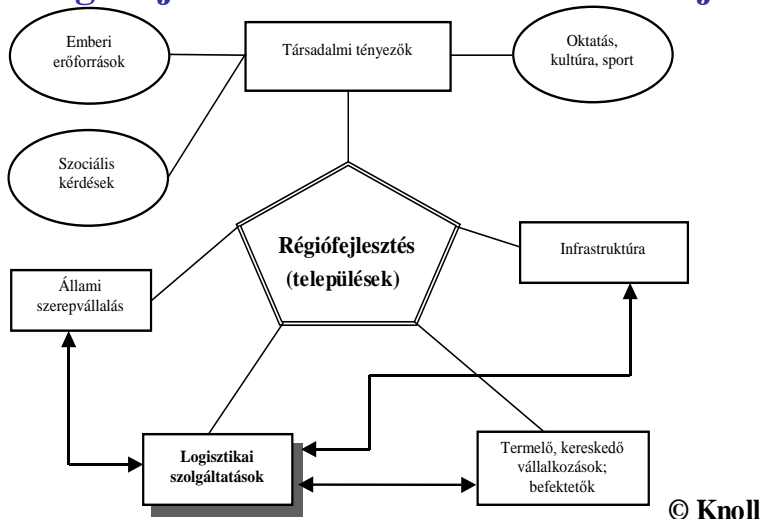 Emberi
erőforrások
Társadalmi tényezők
Oktatás,
kultúra, sport
Szociális
kérdések
Régiófejlesztés
(települések)
Infrastruktúra
Állami
szerepvállalás
Logisztikai
szolgáltatások
Termelő, kereskedő
vállalkozások;
befektetők
© Knoll